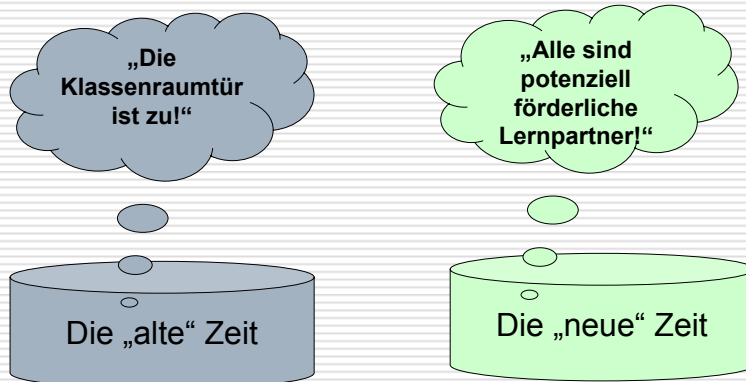 „Die
Klassenraumtür
ist zu!“
„Alle sind
potenziell
förderliche
Lernpartner!“
Die „alte“ Zeit
Die „neue“ Zeit